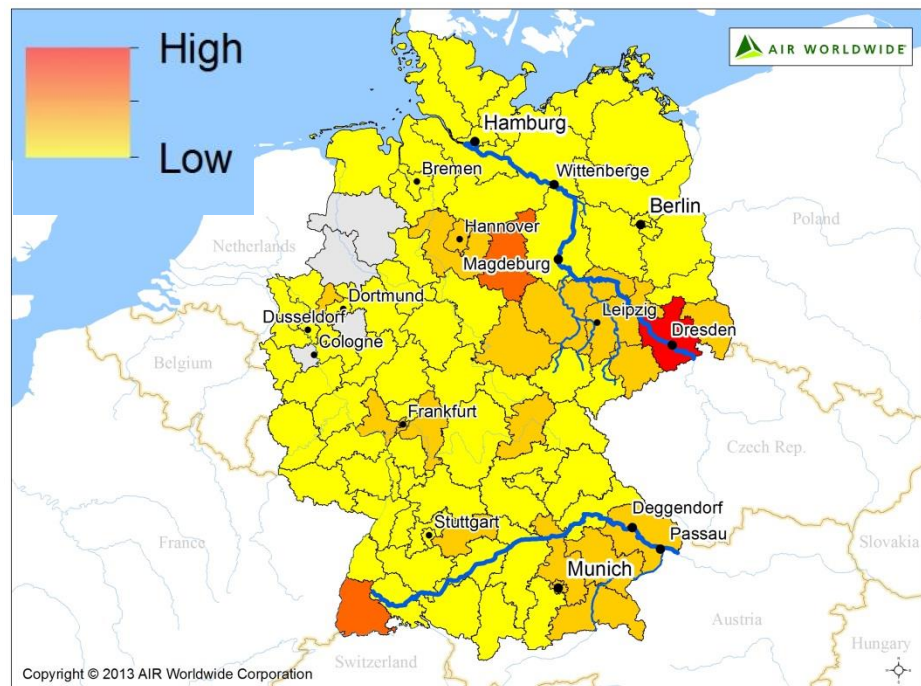 High
Low
AIR WORLDWIDE
Hamburg
Bremen
Wittenberge
Berlin
Poland
Hannover
Netherlands
Magdeburg
Dortmund
Leipzig
Dusseldorf
Dresden
Cologne
Belgium
Frankfurt
Czech Rep.
Deggendorf
Stuttgart
Passau
France
Slovakia
Munich
Austria
Hungary
Switzerland
Copyright © 2013 AIR Worldwide Corporation